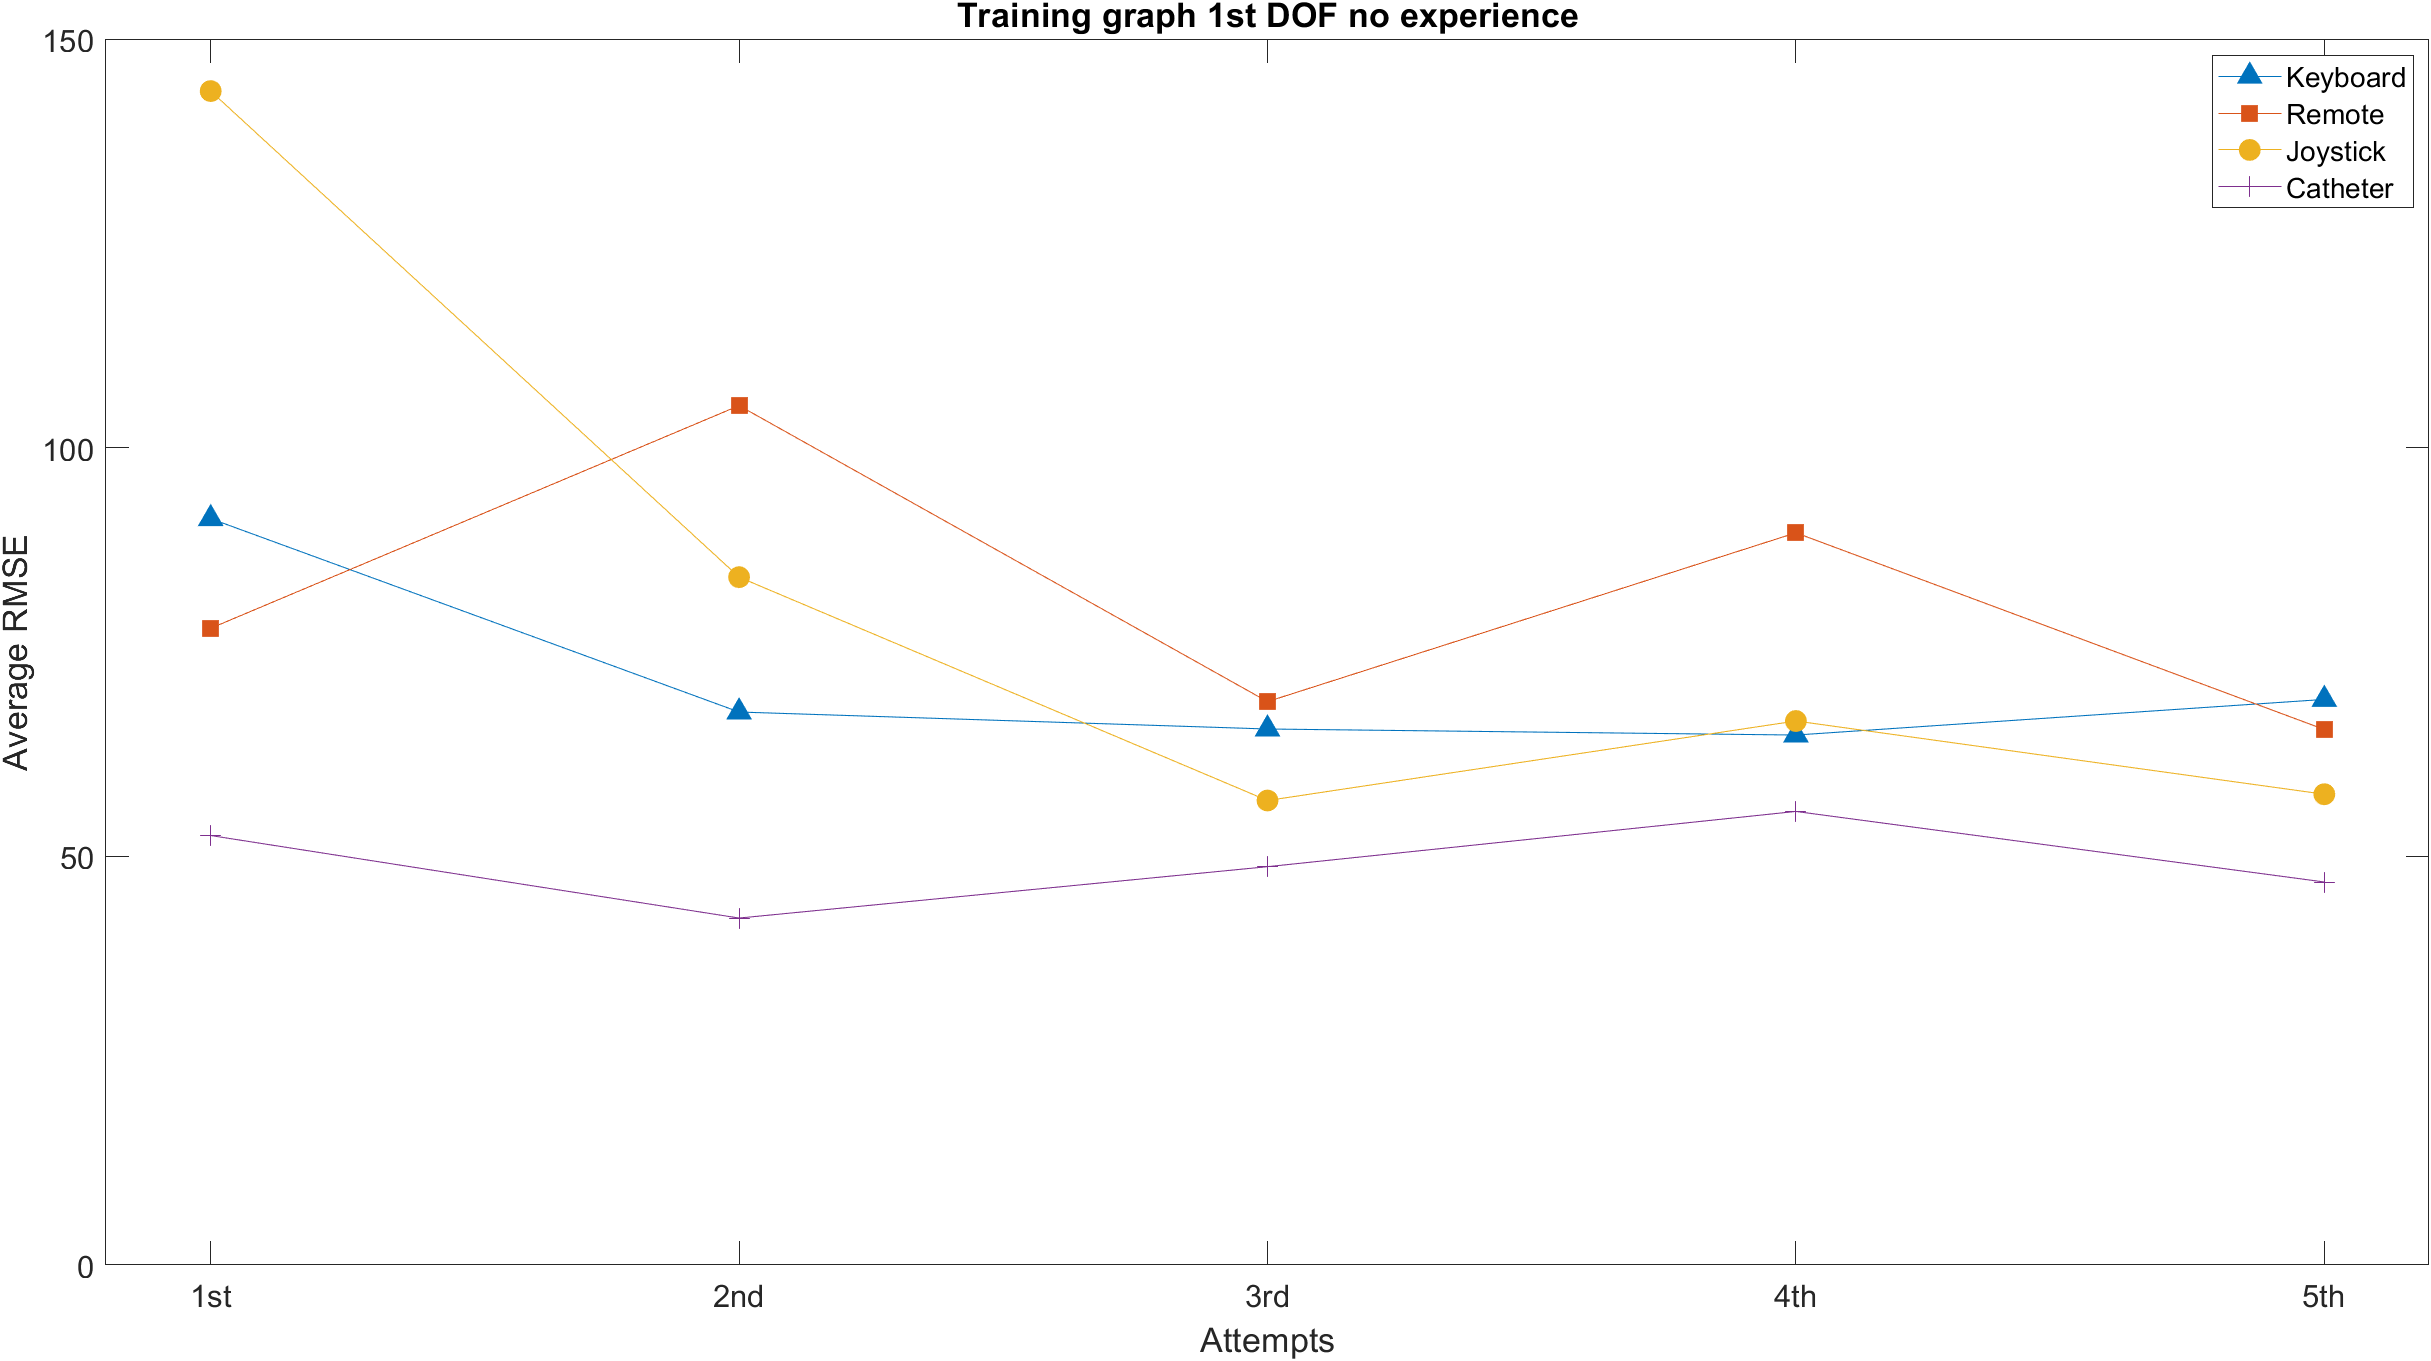 Training graph 1st DOF no experience
150
100
50
0
Average RMSE
Keyboard
Remote
Joystick
Catheter
1st 2nd 3rd 4th 5th
Attempts